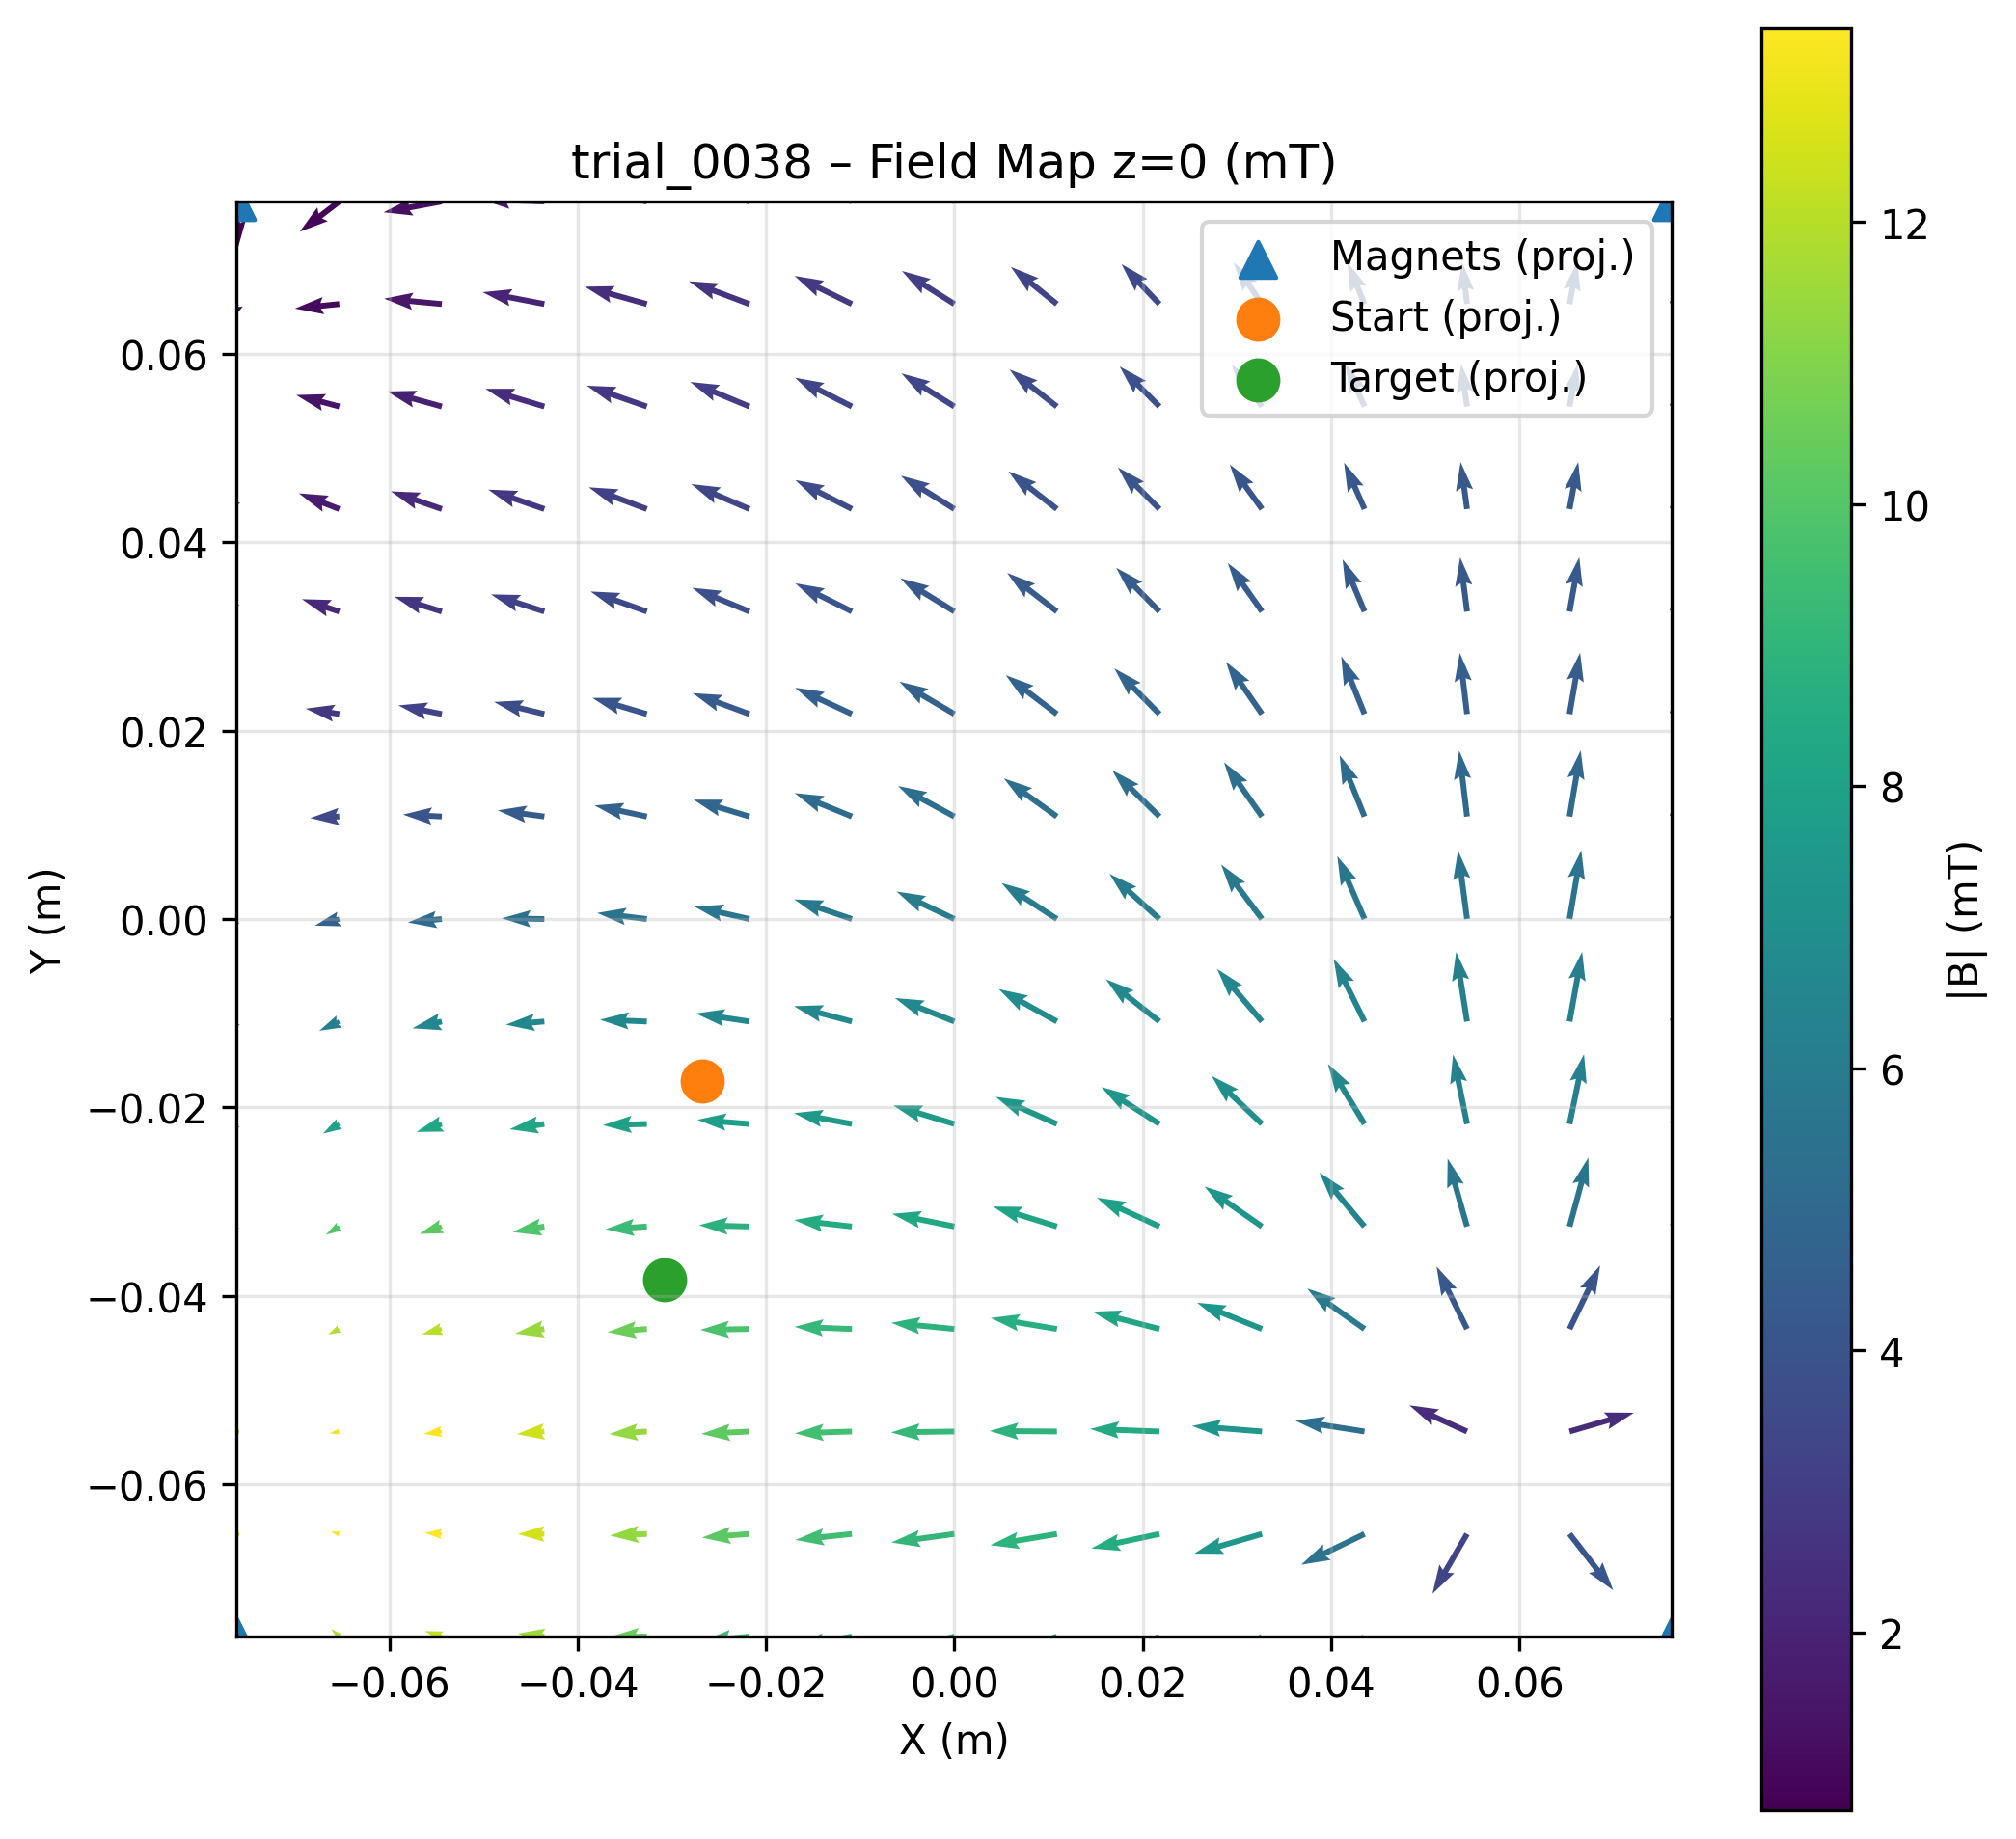 trial_0038 – Field Map z=0 (mT)
Magnets (proj.)
Start (proj.)
Target (proj.)
0.06
0.04
0.02
0.00
−0.02
−0.04
−0.06
Y (m)
−0.06
−0.04
−0.02
0.00
0.02
0.04
0.06
X (m)
12
10
8
6
4
2
|B| (mT)